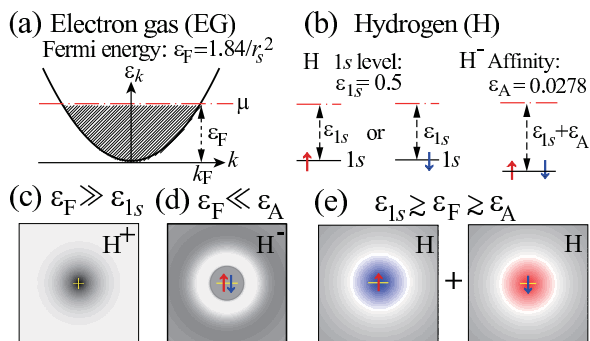 (a) Electron gas (EG)
Fermi energy: εF=1.84/rs²
εk
μ
εF
k
kF
(b) Hydrogen (H)
H 1s level:
ε1s=0.5
H⁻ Affinity:
εA=0.0278
ε1s or ε1s
ε1s+εA
1s
1s
(c) εF ≫ ε1s
H+
(d) εF ≪ εA
H⁻
(e) ε1s ≳ εF ≳ εA
H
+
H